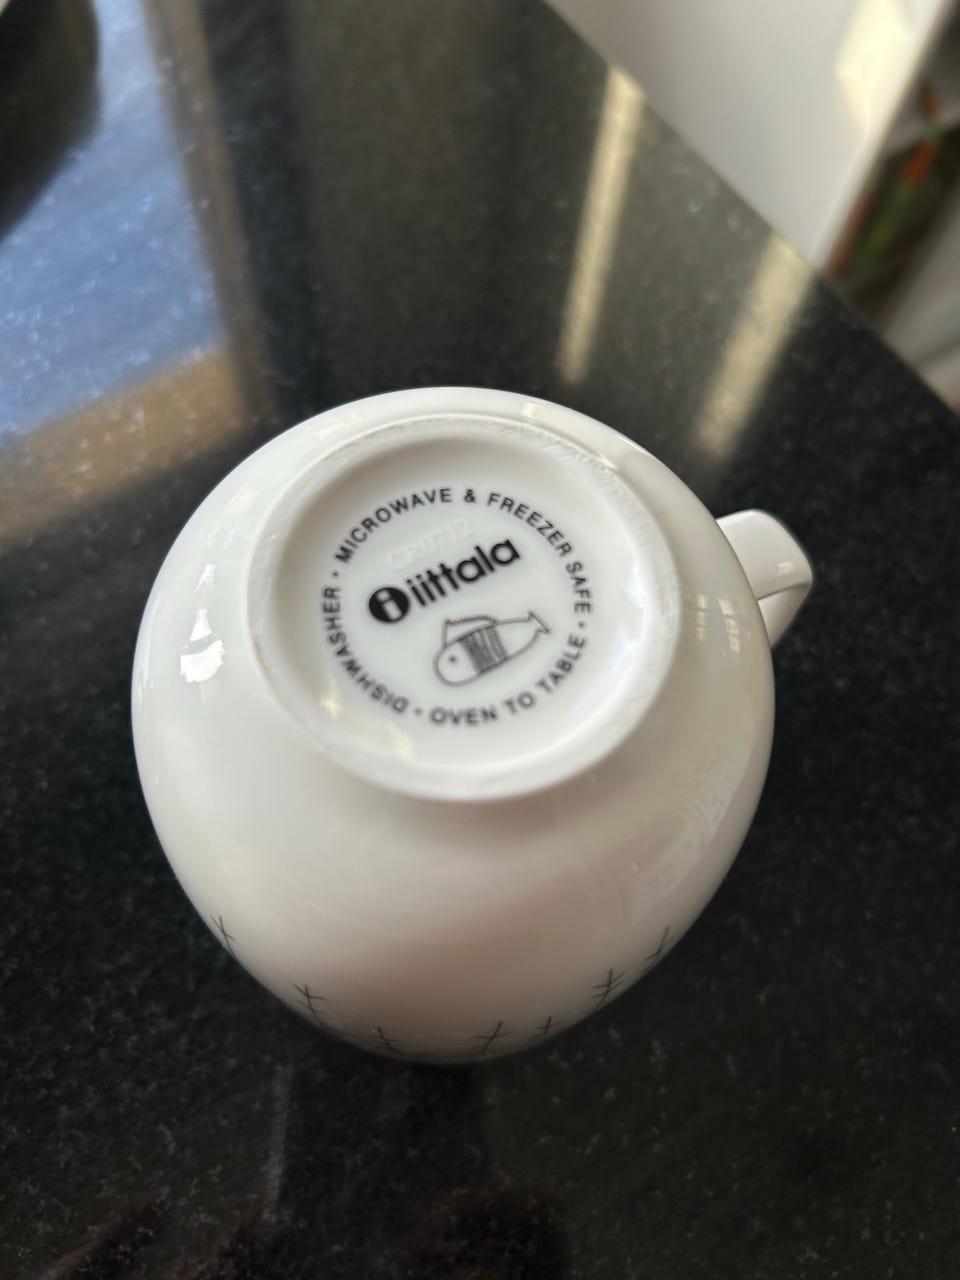 DISHWASHER · MICROWAVE & FREEZER SAFE · OVEN TO TABLE ·
i iittala